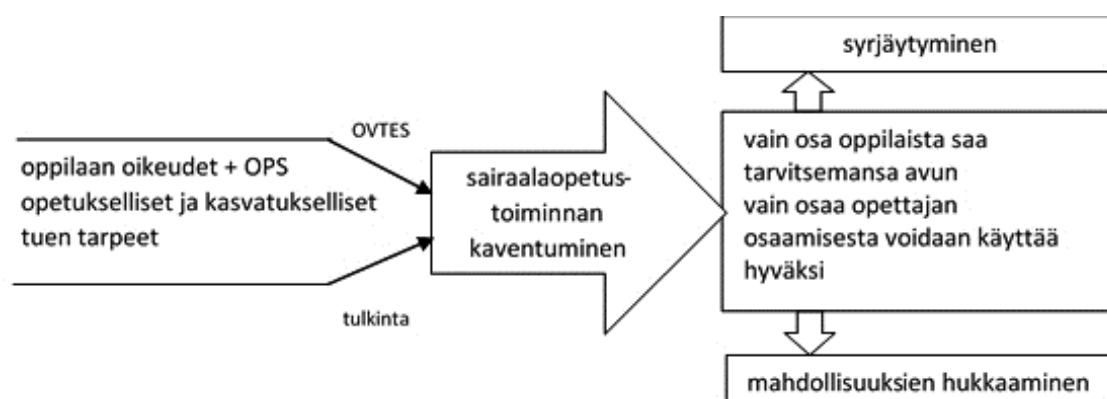 OVTES
oppilaan oikeudet + OPS
opetukselliset ja kasvatukselliset
tuen tarpeet
tulkinta
sairaalaopetus-
toiminnan
kaventuminen
syrjäytyminen
vain osa oppilaista saa
tarvitsemansa avun
vain osaa opettajan
osaamisesta voidaan käyttää
hyväksi
mahdollisuuksien hukkaaminen